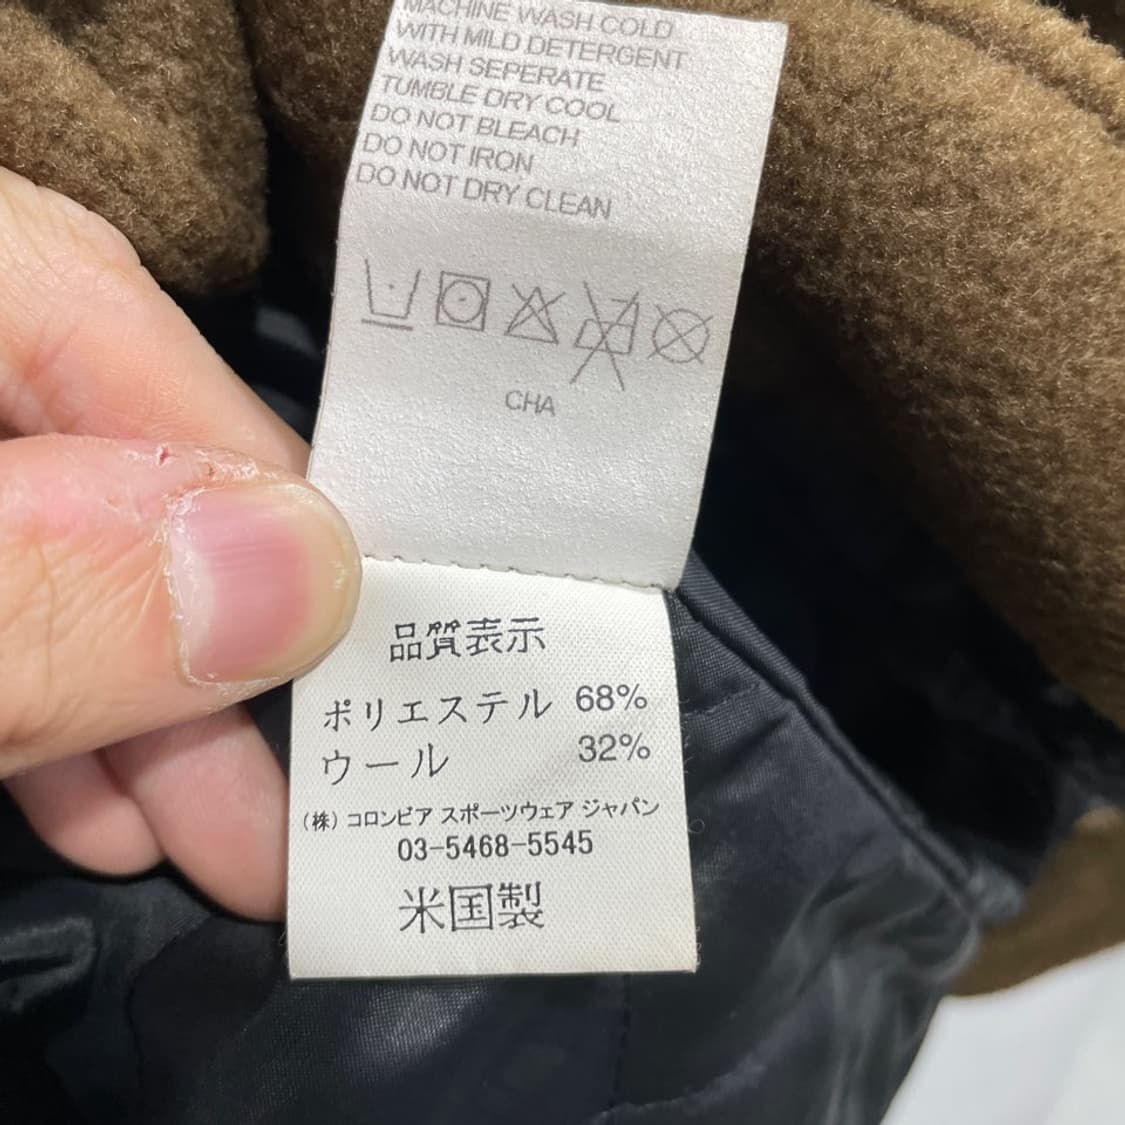 MACHINE WASH COLD
WITH MILD DETERGENT
WASH SEPERATE
TUMBLE DRY COOL
DO NOT BLEACH
DO NOT IRON
DO NOT DRY CLEAN
CHA
品質表示
ポリエステル 68%
ウール 32%
(株) コロンビア スポーツウェア ジャパン
03-5468-5545
米国製